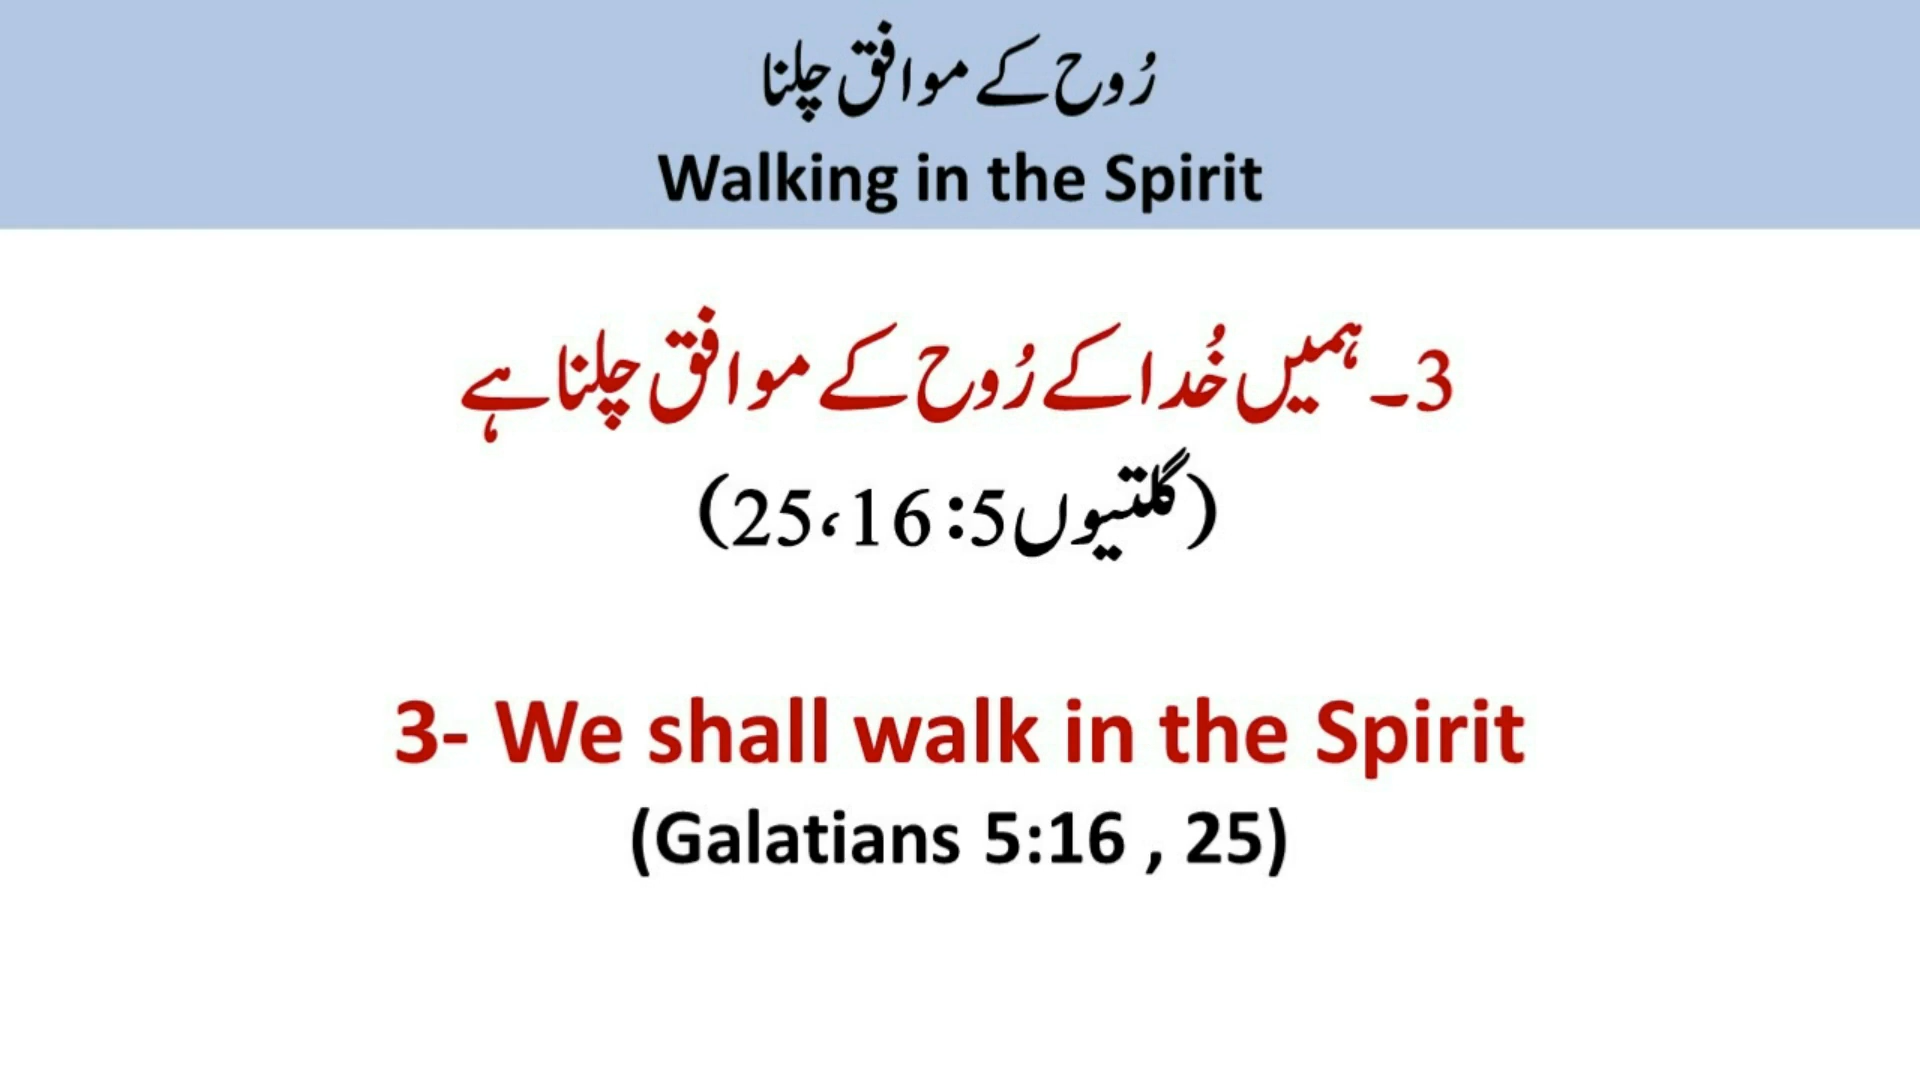 رُوح کے موافق چلنا
Walking in the Spirit
3۔ ہمیں خُدا کے رُوح کے موافق چلنا ہے
(گلتیوں 5: 16، 25)
3- We shall walk in the Spirit
(Galatians 5:16 , 25)